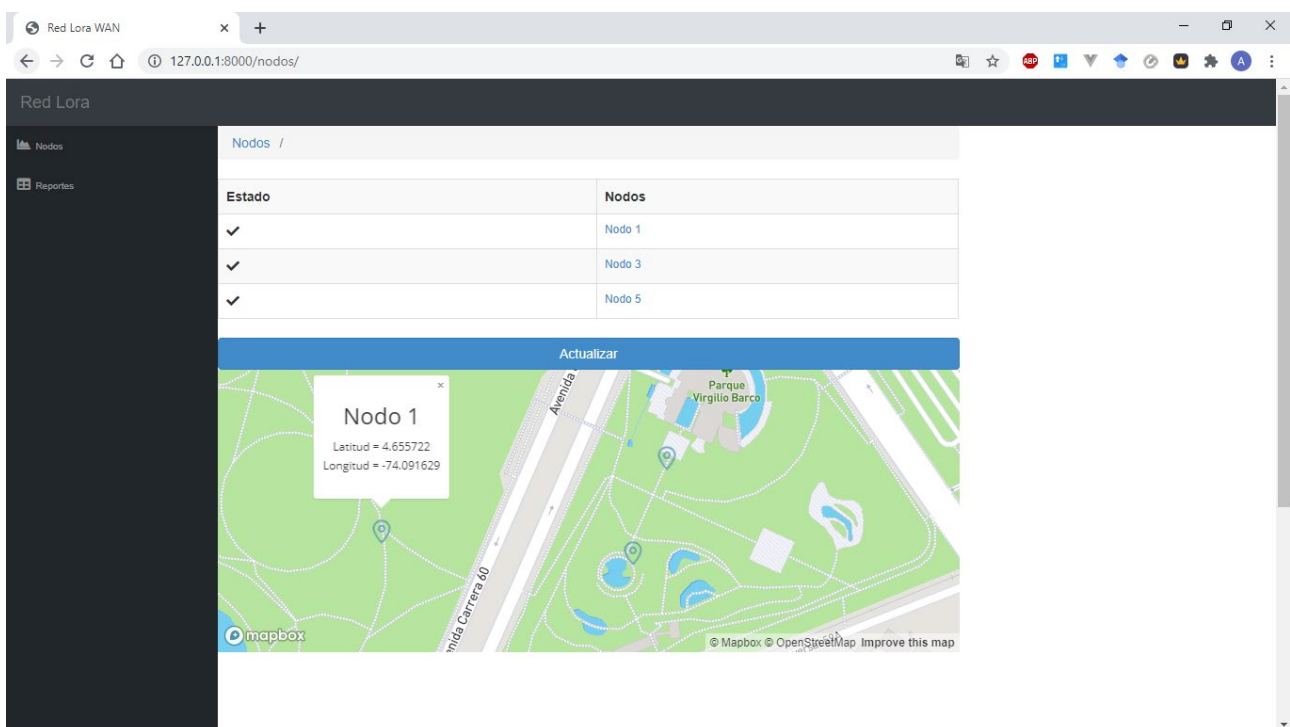 Red Lora WAN
127.0.0.1:8000/nodos/
ABP
A
Red Lora
Nodos
Reportes
Nodos /
Estado Nodos
Nodo 1
Nodo 3
Nodo 5
Actualizar
Nodo 1
Latitud = 4.655722
Longitud = -74.091629
Avenida
Parque
Virgilio Barco
nida Carrera 60
mapbox
© Mapbox © OpenStreetMap Improve this map